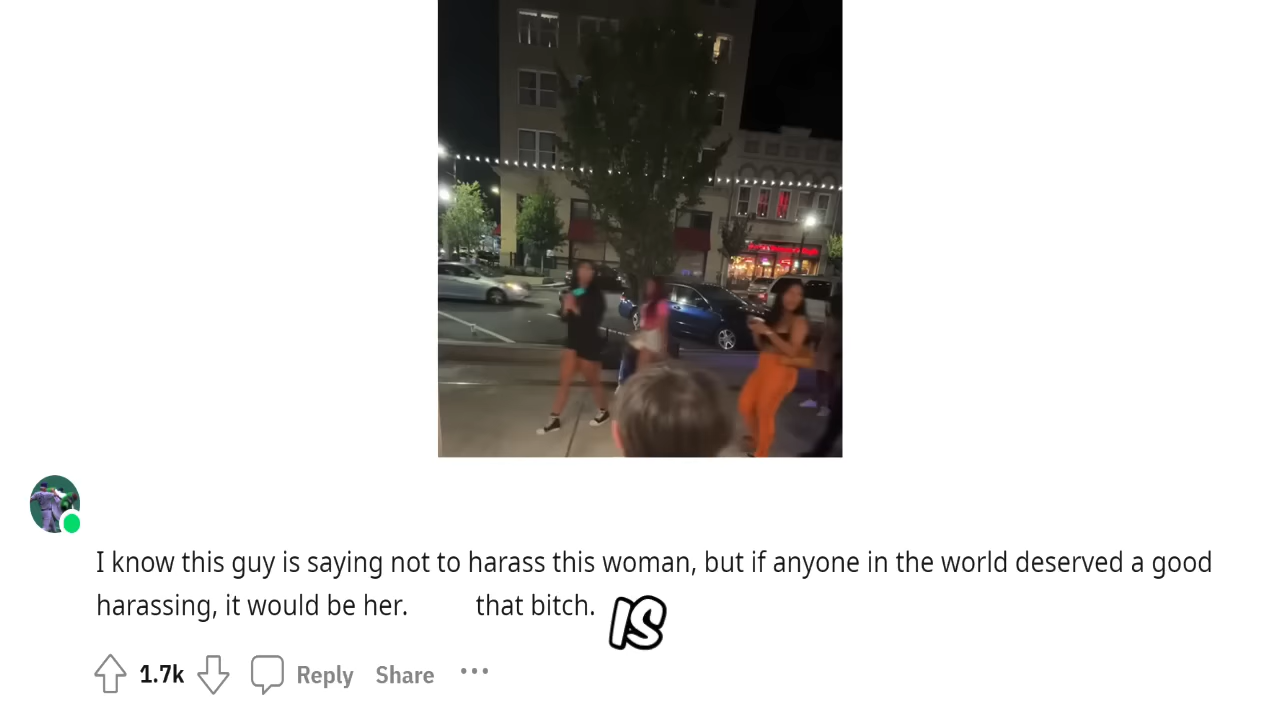 I know this guy is saying not to harass this woman, but if anyone in the world deserved a good
harassing, it would be her. that bitch.
IS
1.7k Reply Share